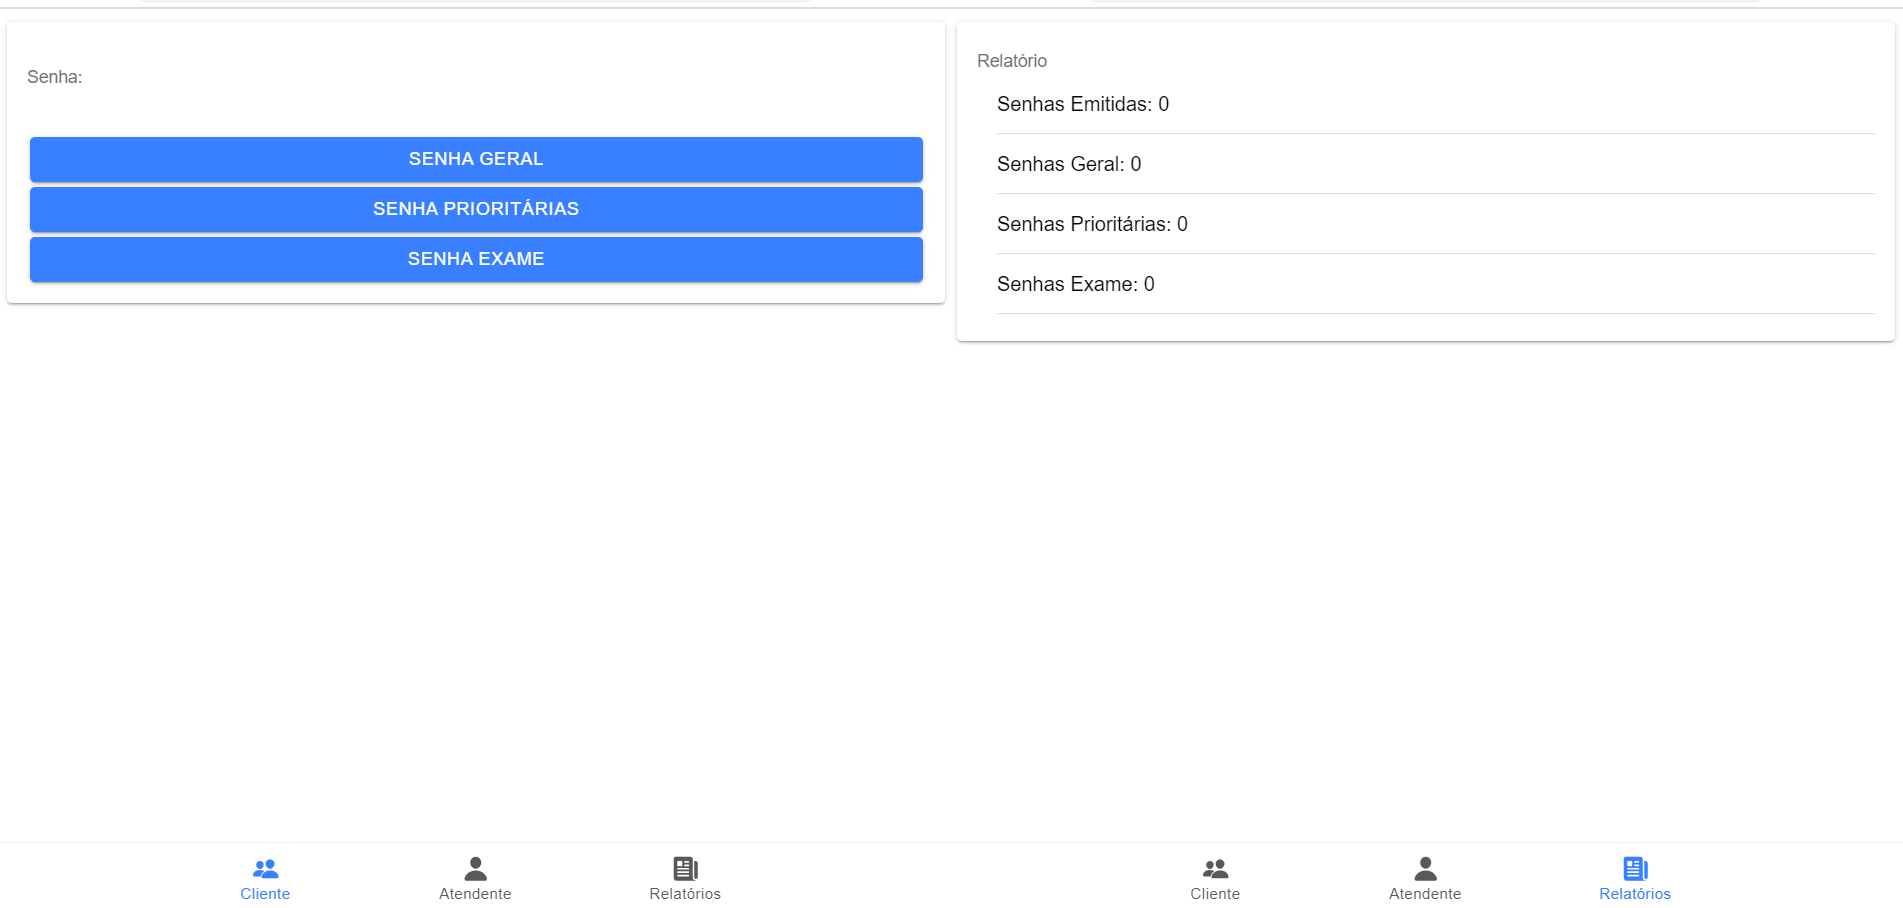 Senha:
SENHA GERAL
SENHA PRIORITÁRIAS
SENHA EXAME
Cliente
Atendente
Relatórios
Relatório
Senhas Emitidas: 0
Senhas Geral: 0
Senhas Prioritárias: 0
Senhas Exame: 0
Cliente
Atendente
Relatórios